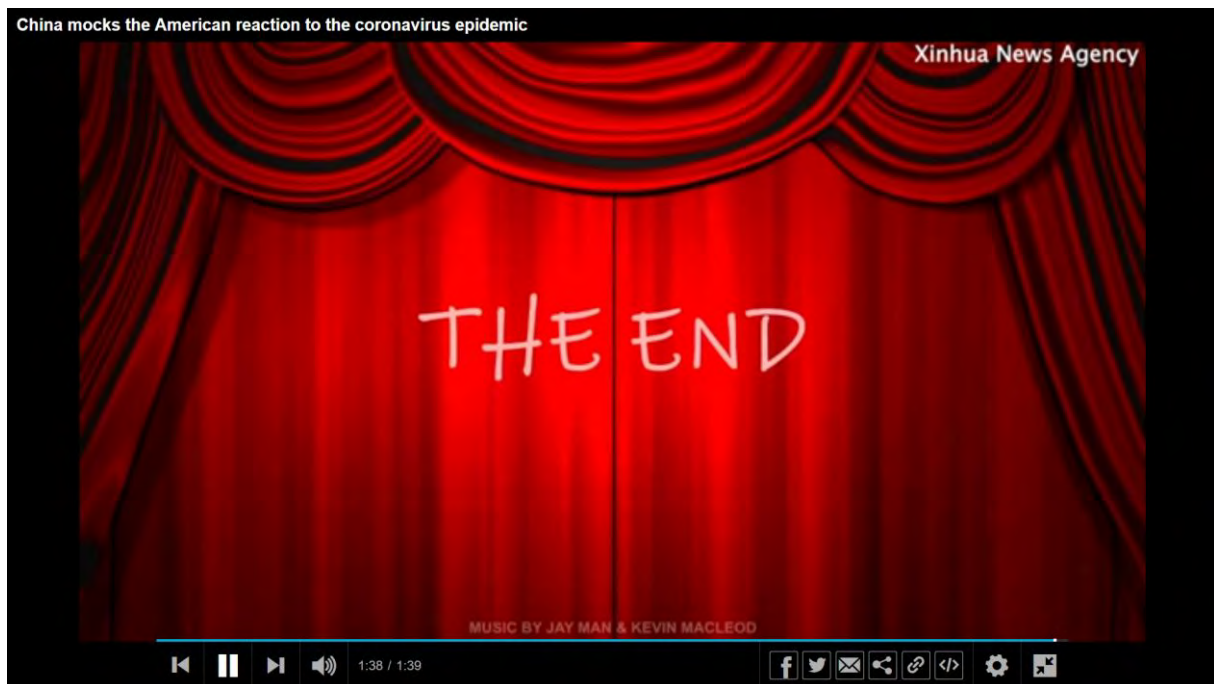 China mocks the American reaction to the coronavirus epidemic
Xinhua News Agency
THE END
MUSIC BY JAY MAN & KEVIN MACLEOD
1:38 / 1:39